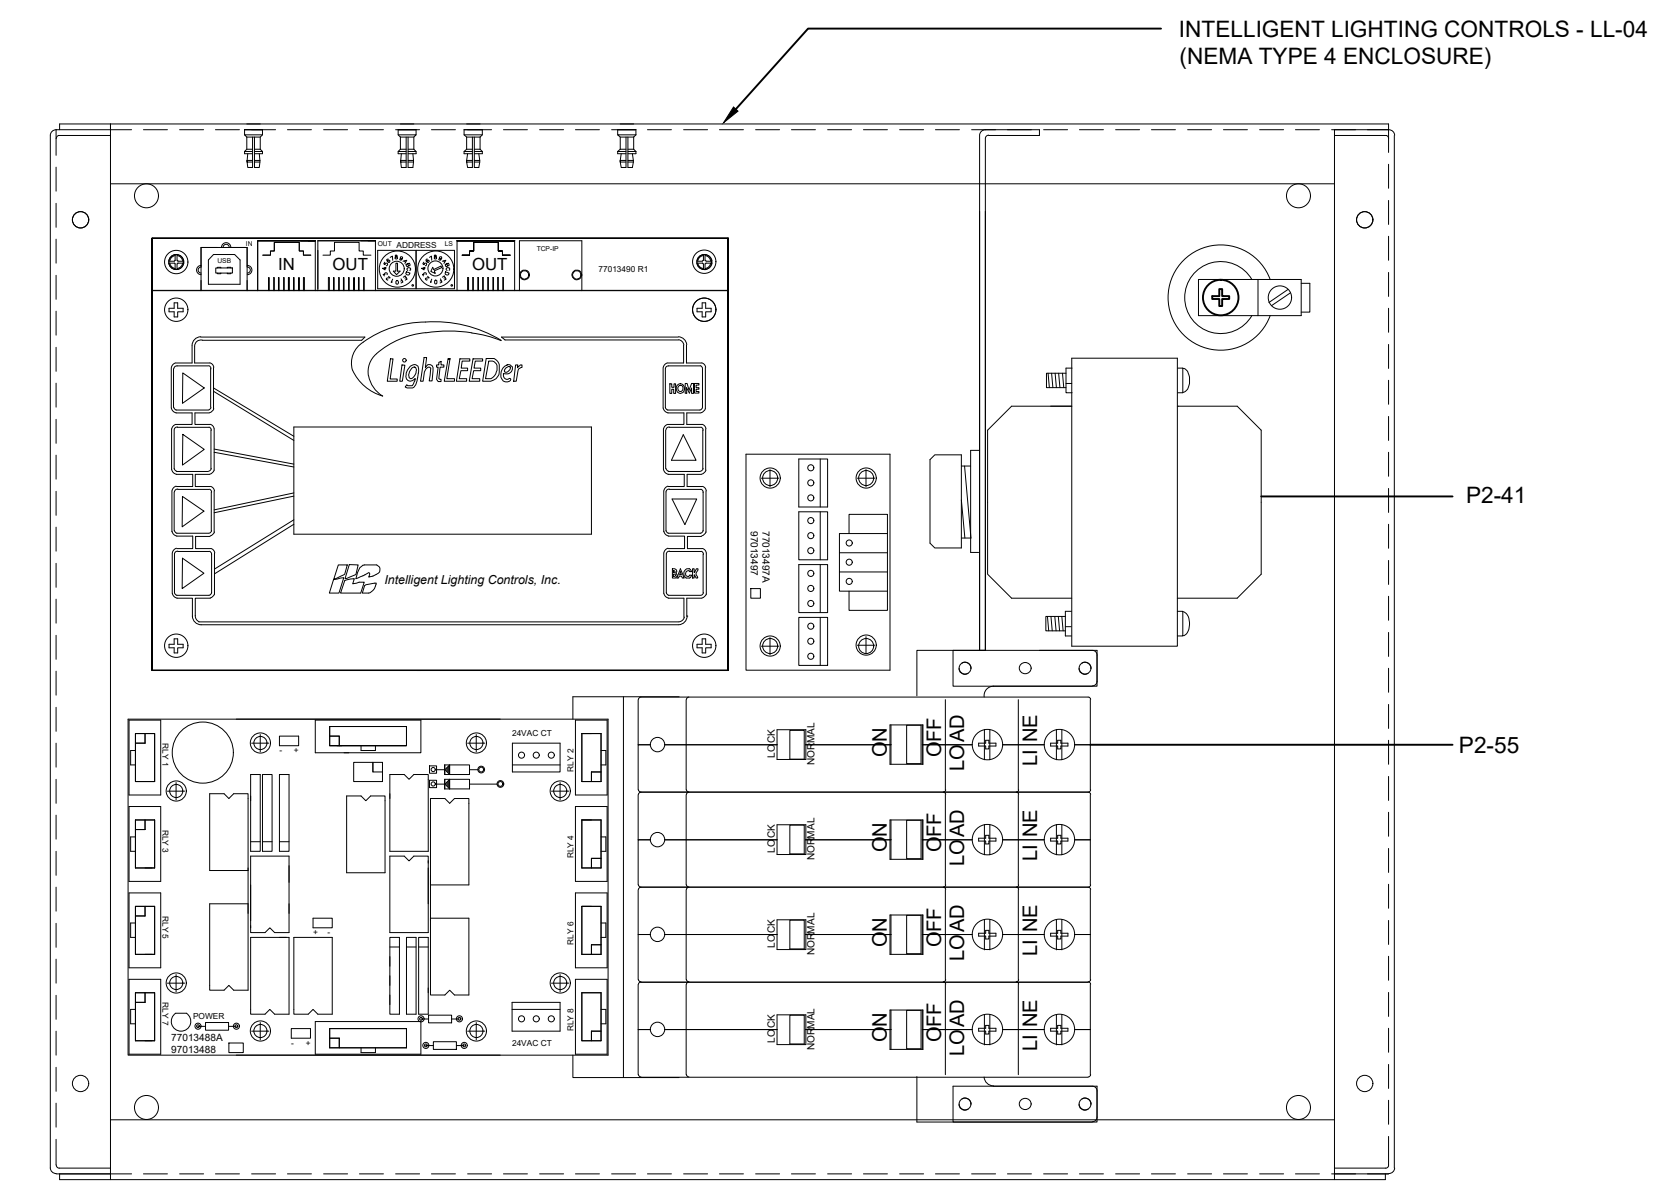 INTELLIGENT LIGHTING CONTROLS - LL-04
(NEMA TYPE 4 ENCLOSURE)
USB
IN
IN
OUT
OUT
ADDRESS
LS
OUT
TCP-IP
77013490 R1
LightLEEDer
HOME
BACK
ILC
Intelligent Lighting Controls, Inc.
77013497A
97013497
P2-41
P2-55
RLY 1
RLY 3
RLY 5
RLY 7
24VAC CT
RLY 2
RLY 4
RLY 6
RLY 8
24VAC CT
POWER
77013488A
97013488
LOCK
NORMAL
ON
OFF
LOAD
LINE
LOCK
NORMAL
ON
OFF
LOAD
LINE
LOCK
NORMAL
ON
OFF
LOAD
LINE
LOCK
NORMAL
ON
OFF
LOAD
LINE